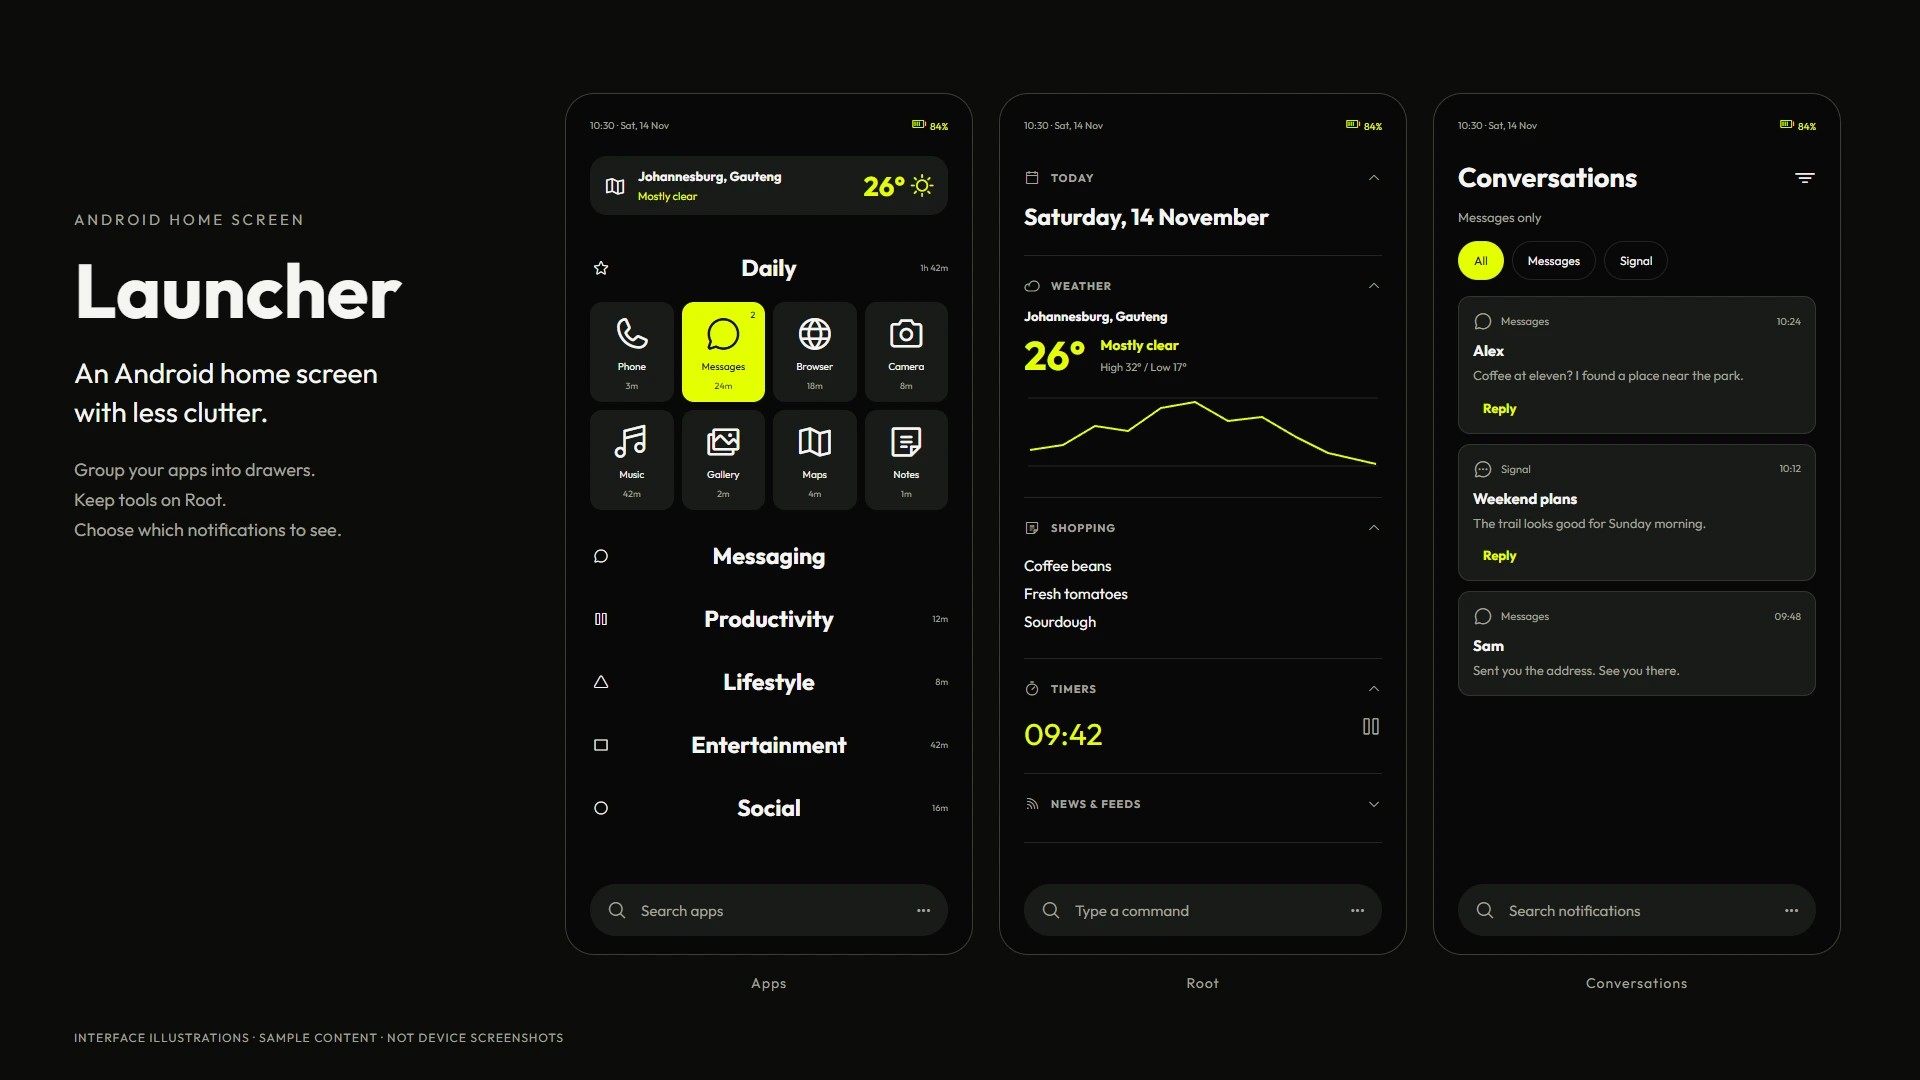 ANDROID HOME SCREEN
Launcher
An Android home screen
with less clutter.
Group your apps into drawers.
Keep tools on Root.
Choose which notifications to see.
INTERFACE ILLUSTRATIONS · SAMPLE CONTENT · NOT DEVICE SCREENSHOTS
10:30 · Sat, 14 Nov
84%
Johannesburg, Gauteng
Mostly clear
26°
Daily
1h 42m
2
Phone
3m
Messages
24m
Browser
18m
Camera
8m
Music
42m
Gallery
2m
Maps
4m
Notes
1m
Messaging
Productivity
12m
Lifestyle
8m
Entertainment
42m
Social
16m
Search apps
Apps
10:30 · Sat, 14 Nov
84%
TODAY
Saturday, 14 November
WEATHER
Johannesburg, Gauteng
26°
Mostly clear
High 32° / Low 17°
SHOPPING
Coffee beans
Fresh tomatoes
Sourdough
TIMERS
09:42
NEWS & FEEDS
Type a command
Root
10:30 · Sat, 14 Nov
84%
Conversations
Messages only
All
Messages
Signal
Messages
10:24
Alex
Coffee at eleven? I found a place near the park.
Reply
Signal
10:12
Weekend plans
The trail looks good for Sunday morning.
Reply
Messages
09:48
Sam
Sent you the address. See you there.
Search notifications
Conversations